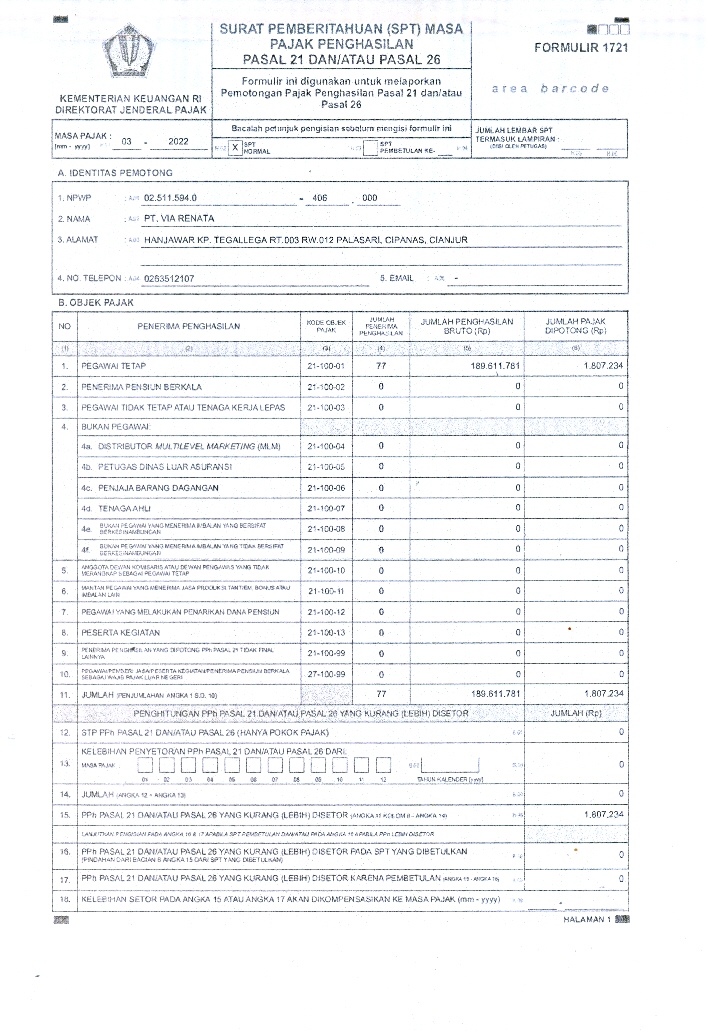 SURAT PEMBERITAHUAN (SPT) MASA
PAJAK PENGHASILAN
PASAL 21 DAN/ATAU PASAL 26
Formulir ini digunakan untuk melaporkan
Pemotongan Pajak Penghasilan Pasal 21 dan/atau
Pasal 26
FORMULIR 1721
area barcode
KEMENTERIAN KEUANGAN RI
DIREKTORAT JENDERAL PAJAK
MASA PAJAK :
[mm - yyyy] 03 - 2022
Bacalah petunjuk pengisian sebelum mengisi formulir ini
X SPT NORMAL
SPT PEMBETULAN KE-
JUMLAH LEMBAR SPT
TERMASUK LAMPIRAN :
(DIISI OLEH PETUGAS)
A. IDENTITAS PEMOTONG
1. NPWP : 02.511.594.0 - 406 . 000
2. NAMA : PT. VIA RENATA
3. ALAMAT : HANJAWAR KP. TEGALLEGA RT.003 RW.012 PALASARI, CIPANAS, CIANJUR
4. NO. TELEPON : 0263512107 5. EMAIL : -
B. OBJEK PAJAK
NO PENERIMA PENGHASILAN KODE OBJEK PAJAK JUMLAH PENERIMA PENGHASILAN JUMLAH PENGHASILAN BRUTO (Rp) JUMLAH PAJAK DIPOTONG (Rp)
(1) (2) (3) (4) (5) (6)
1. PEGAWAI TETAP 21-100-01 77 189.611.781 1.807.234
2. PENERIMA PENSIUN BERKALA 21-100-02 0 0 0
3. PEGAWAI TIDAK TETAP ATAU TENAGA KERJA LEPAS 21-100-03 0 0 0
4. BUKAN PEGAWAI:
4a. DISTRIBUTOR MULTILEVEL MARKETING (MLM) 21-100-04 0 0 0
4b. PETUGAS DINAS LUAR ASURANSI 21-100-05 0 0 0
4c. PENJAJA BARANG DAGANGAN 21-100-06 0 0 0
4d. TENAGA AHLI 21-100-07 0 0 0
4e. BUKAN PEGAWAI YANG MENERIMA IMBALAN YANG BERSIFAT BERKESINAMBUNGAN 21-100-08 0 0 0
4f. BUKAN PEGAWAI YANG MENERIMA IMBALAN YANG TIDAK BERSIFAT BERKESINAMBUNGAN 21-100-09 0 0 0
5. ANGGOTA DEWAN KOMISARIS ATAU DEWAN PENGAWAS YANG TIDAK MERANGKAP SEBAGAI PEGAWAI TETAP 21-100-10 0 0 0
6. MANTAN PEGAWAI YANG MENERIMA JASA PRODUKSI, TANTIEM, BONUS ATAU IMBALAN LAIN 21-100-11 0 0 0
7. PEGAWAI YANG MELAKUKAN PENARIKAN DANA PENSIUN 21-100-12 0 0 0
8. PESERTA KEGIATAN 21-100-13 0 0 0
9. PENERIMA PENGHASILAN YANG DIPOTONG PPh PASAL 21 TIDAK FINAL LAINNYA 21-100-99 0 0 0
10. PEGAWAI/PEMBERI JASA/PESERTA KEGIATAN/PENERIMA PENSIUN BERKALA SEBAGAI WAJIB PAJAK LUAR NEGERI 27-100-99 0 0 0
11. JUMLAH (PENJUMLAHAN ANGKA 1 S.D. 10) 77 189.611.781 1.807.234
PENGHITUNGAN PPh PASAL 21 DAN/ATAU PASAL 26 YANG KURANG (LEBIH) DISETOR JUMLAH (Rp)
12. STP PPh PASAL 21 DAN/ATAU PASAL 26 (HANYA POKOK PAJAK) 0
KELEBIHAN PENYETORAN PPh PASAL 21 DAN/ATAU PASAL 26 DARI:
13. MASA PAJAK : 0
01 02 03 04 05 06 07 08 09 10 11 12 TAHUN KALENDER [yyyy]
14. JUMLAH (ANGKA 12 + ANGKA 13) 0
15. PPh PASAL 21 DAN/ATAU PASAL 26 YANG KURANG (LEBIH) DISETOR (ANGKA 11 KOLOM 6 - ANGKA 14) 1.807.234
LANJUTKAN PENGISIAN PADA ANGKA 16 & 17 APABILA SPT PEMBETULAN DAN/ATAU PADA ANGKA 18 APABILA PPh LEBIH DISETOR
16. PPh PASAL 21 DAN/ATAU PASAL 26 YANG KURANG (LEBIH) DISETOR PADA SPT YANG DIBETULKAN 0
(PINDAHAN DARI BAGIAN B ANGKA 15 DARI SPT YANG DIBETULKAN)
17. PPh PASAL 21 DAN/ATAU PASAL 26 YANG KURANG (LEBIH) DISETOR KARENA PEMBETULAN (ANGKA 15 - ANGKA 16) 0
18. KELEBIHAN SETOR PADA ANGKA 15 ATAU ANGKA 17 AKAN DIKOMPENSASIKAN KE MASA PAJAK (mm - yyyy)
HALAMAN 1